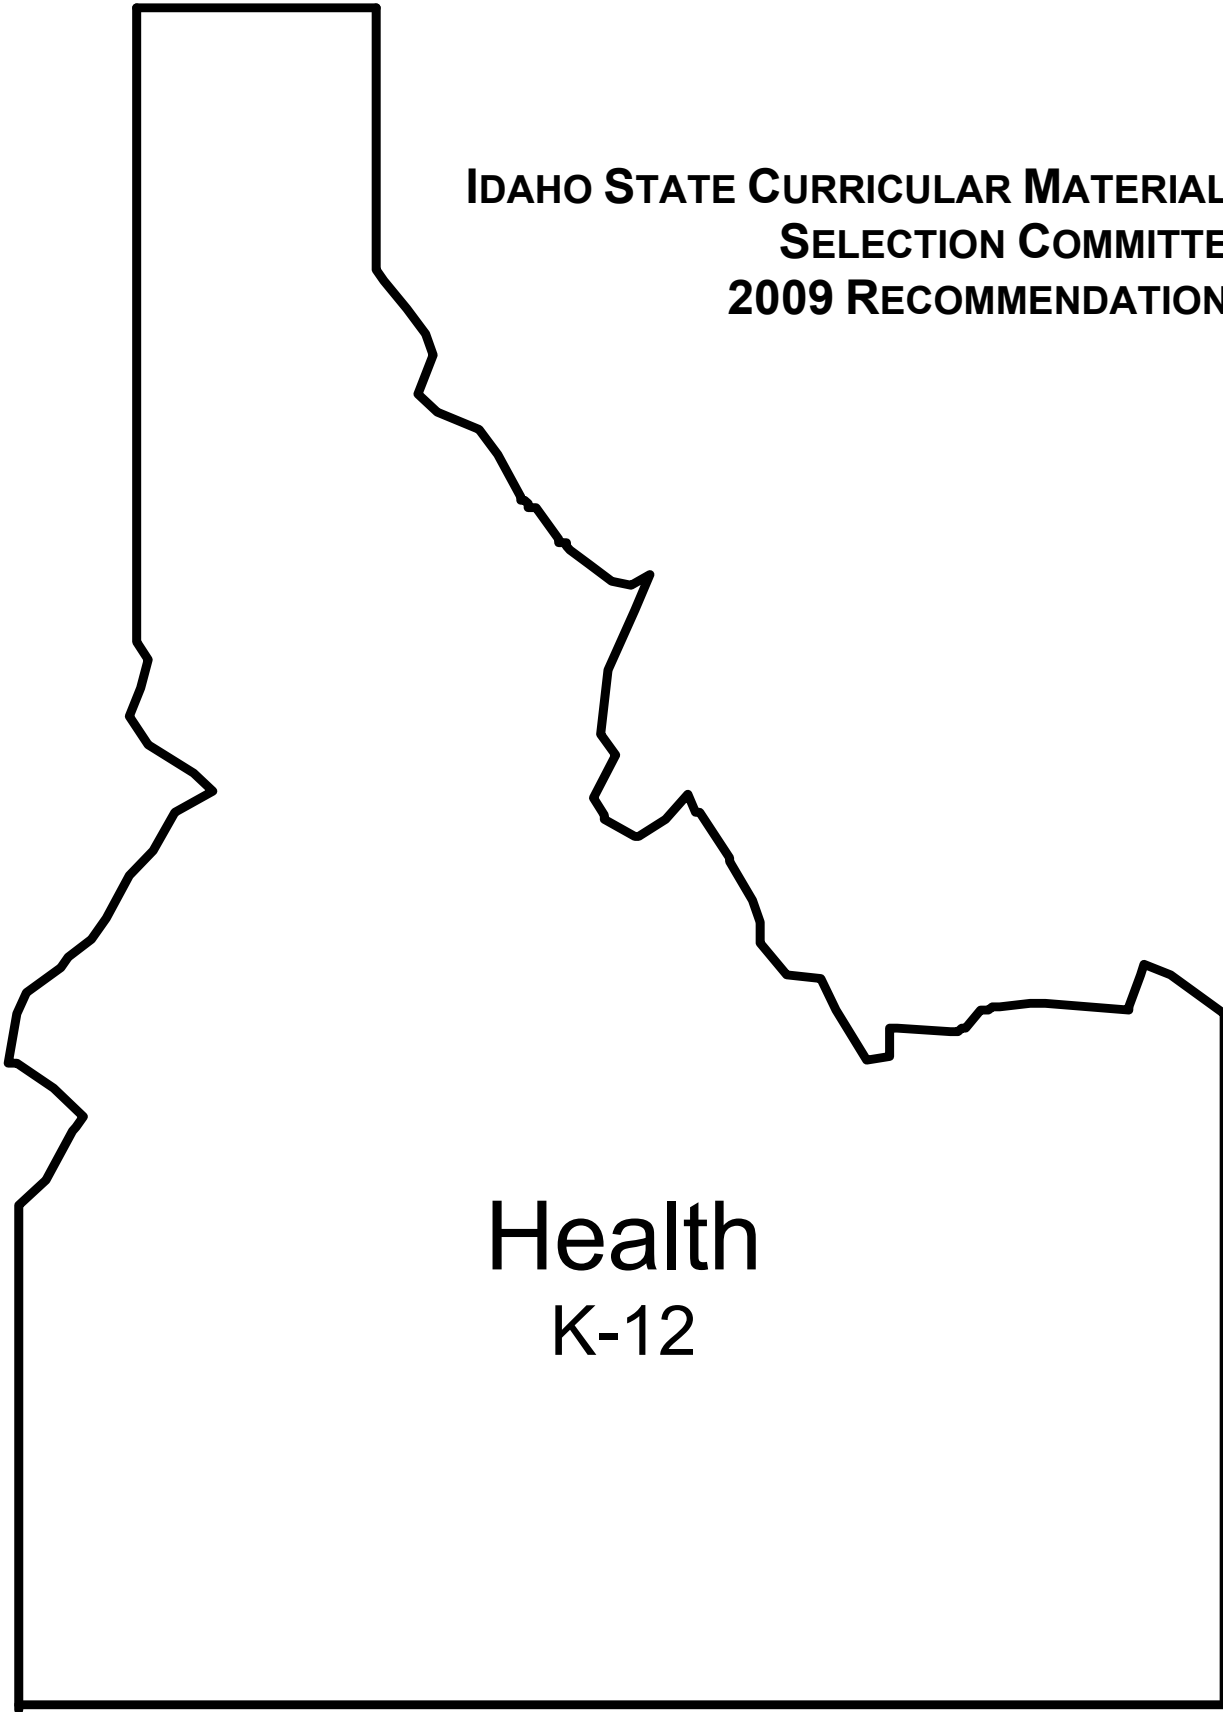 IDAHO STATE CURRICULAR MATERIAL
SELECTION COMMITTE
2009 RECOMMENDATION
Health
K-12